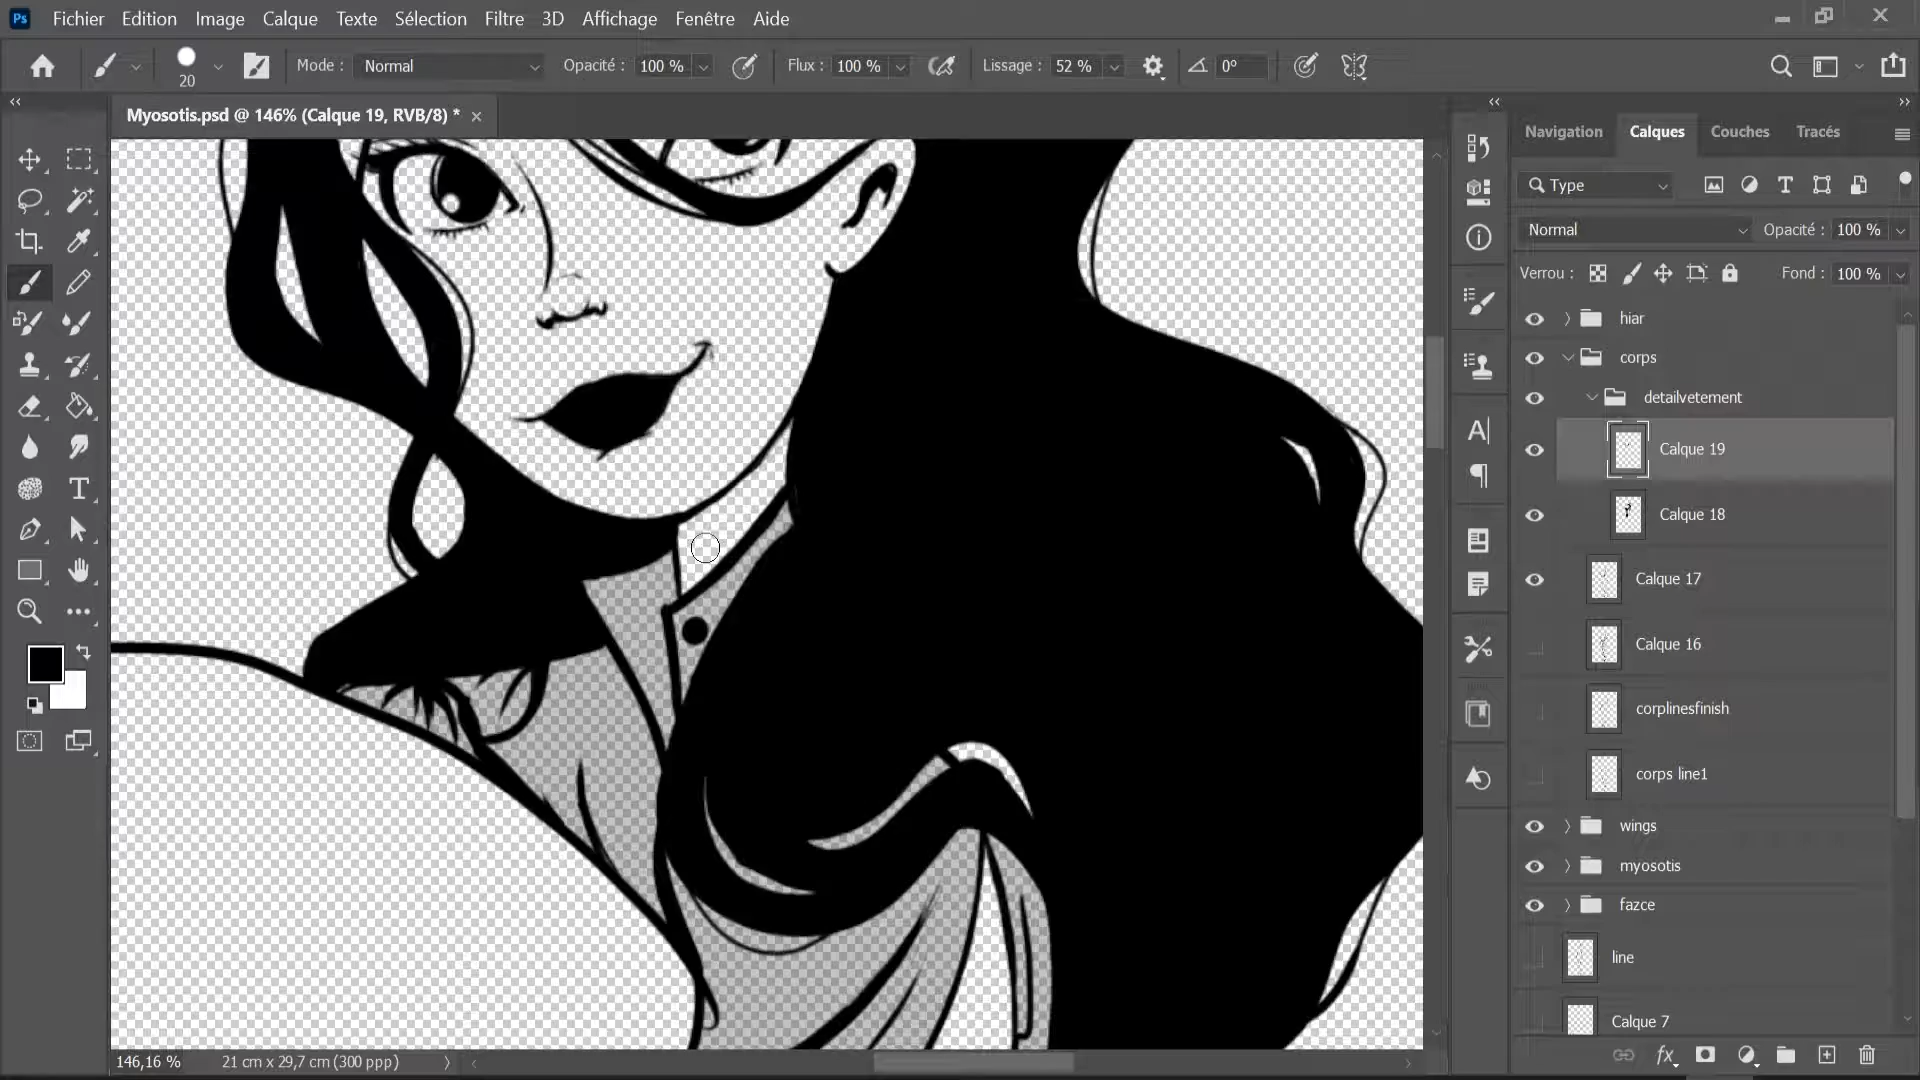 Ps Fichier Edition Image Calque Texte Sélection Filtre 3D Affichage Fenêtre Aide
20 Mode : Normal Opacité : 100 % Flux : 100 % Lissage : 52 % 0°
Myosotis.psd @ 146% (Calque 19, RVB/8) *
Navigation Calques Couches Tracés
Type
Normal Opacité : 100 %
Verrou : Fond : 100 %
hiar
corps
detailvetement
Calque 19
Calque 18
Calque 17
Calque 16
corplinesfinish
corps line1
wings
myosotis
fazce
line
Calque 7
146,16 % 21 cm x 29,7 cm (300 ppp)